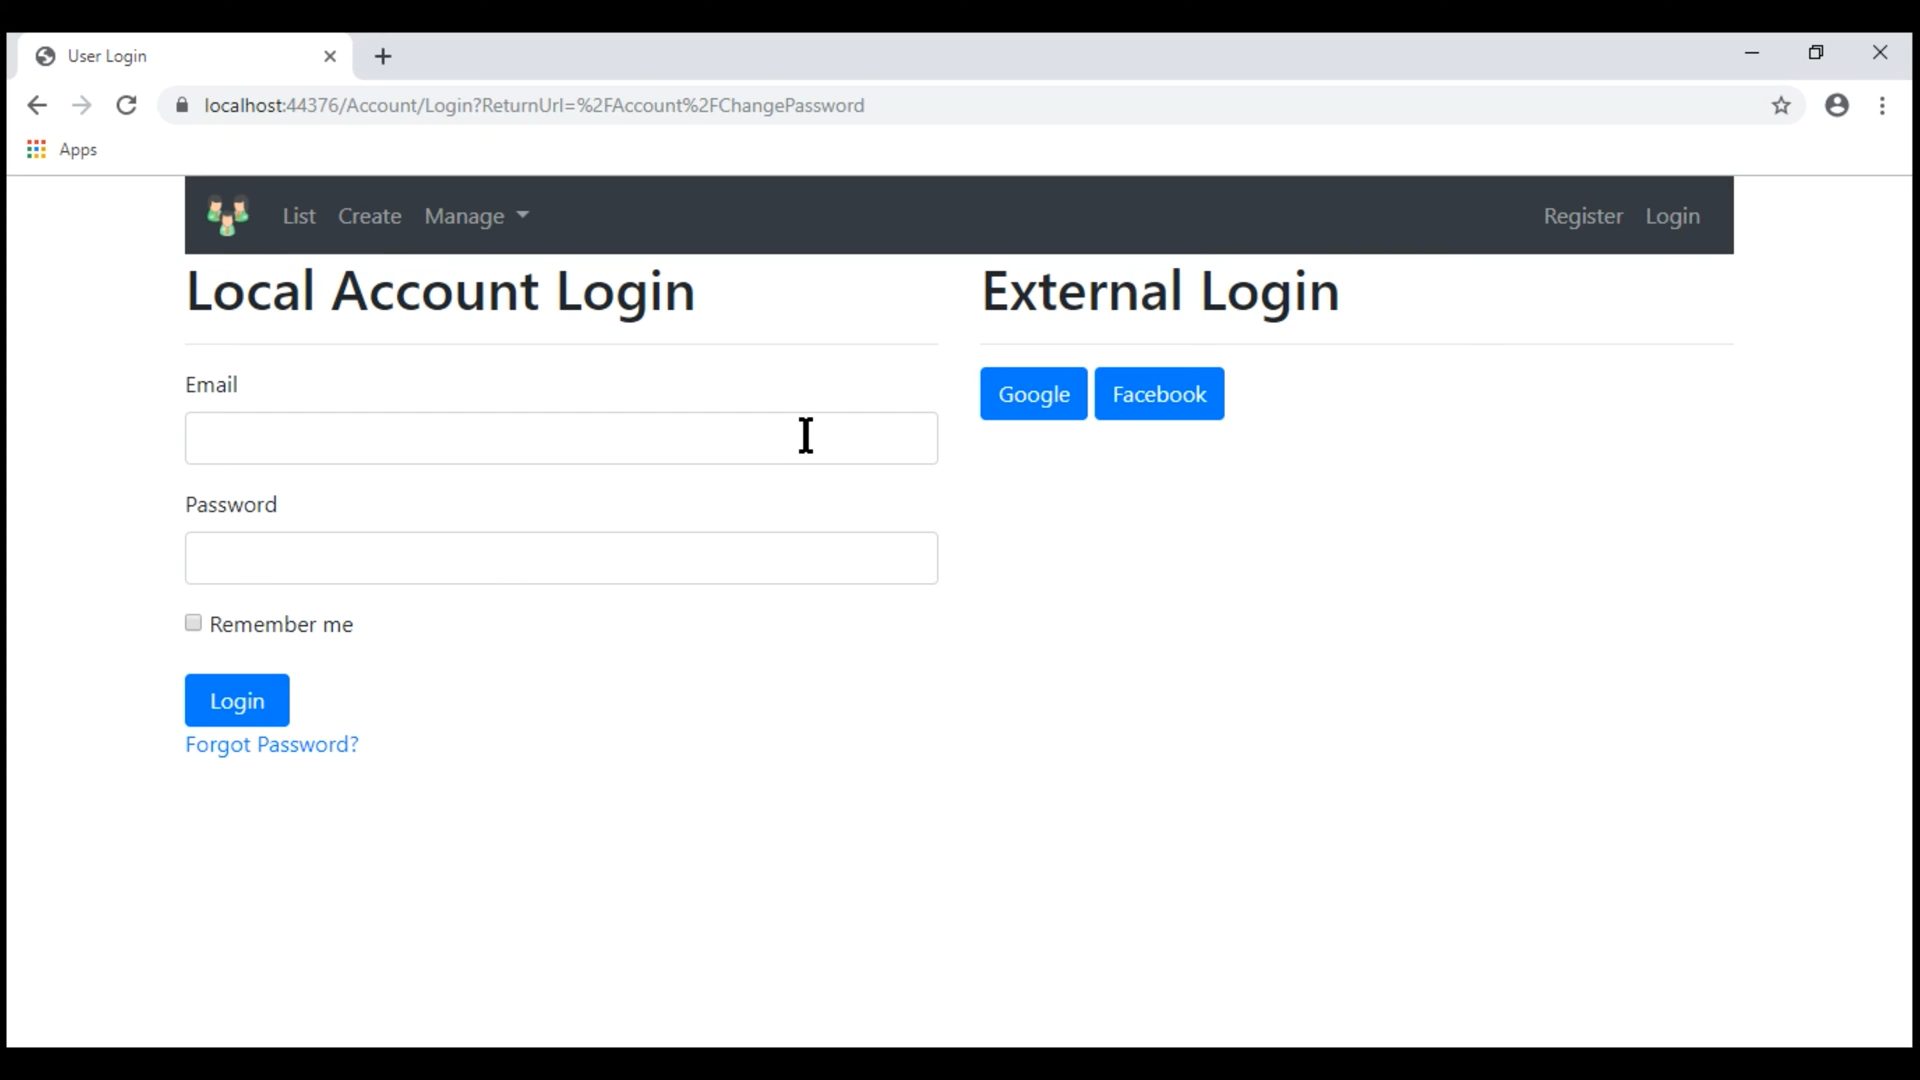 User Login
localhost:44376/Account/Login?ReturnUrl=%2FAccount%2FChangePassword
Apps
List Create Manage Register Login
Local Account Login
External Login
Email
Google Facebook
Password
Remember me
Login
Forgot Password?